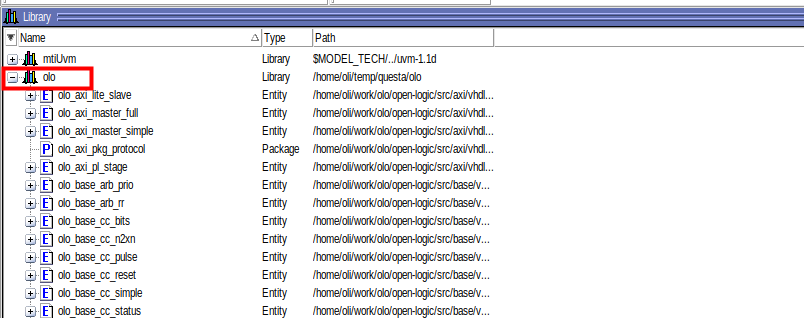 Library
Name Type Path
mtiUvm Library $MODEL_TECH/../uvm-1.1d
olo Library /home/oli/temp/questa/olo
olo_axi_lite_slave Entity /home/oli/work/olo/open-logic/src/axi/vhdl...
olo_axi_master_full Entity /home/oli/work/olo/open-logic/src/axi/vhdl...
olo_axi_master_simple Entity /home/oli/work/olo/open-logic/src/axi/vhdl...
olo_axi_pkg_protocol Package /home/oli/work/olo/open-logic/src/axi/vhdl...
olo_axi_pl_stage Entity /home/oli/work/olo/open-logic/src/axi/vhdl...
olo_base_arb_prio Entity /home/oli/work/olo/open-logic/src/base/v...
olo_base_arb_rr Entity /home/oli/work/olo/open-logic/src/base/v...
olo_base_cc_bits Entity /home/oli/work/olo/open-logic/src/base/v...
olo_base_cc_n2xn Entity /home/oli/work/olo/open-logic/src/base/v...
olo_base_cc_pulse Entity /home/oli/work/olo/open-logic/src/base/v...
olo_base_cc_reset Entity /home/oli/work/olo/open-logic/src/base/v...
olo_base_cc_simple Entity /home/oli/work/olo/open-logic/src/base/v...
olo_base_cc_status Entity /home/oli/work/olo/open-logic/src/base/v...